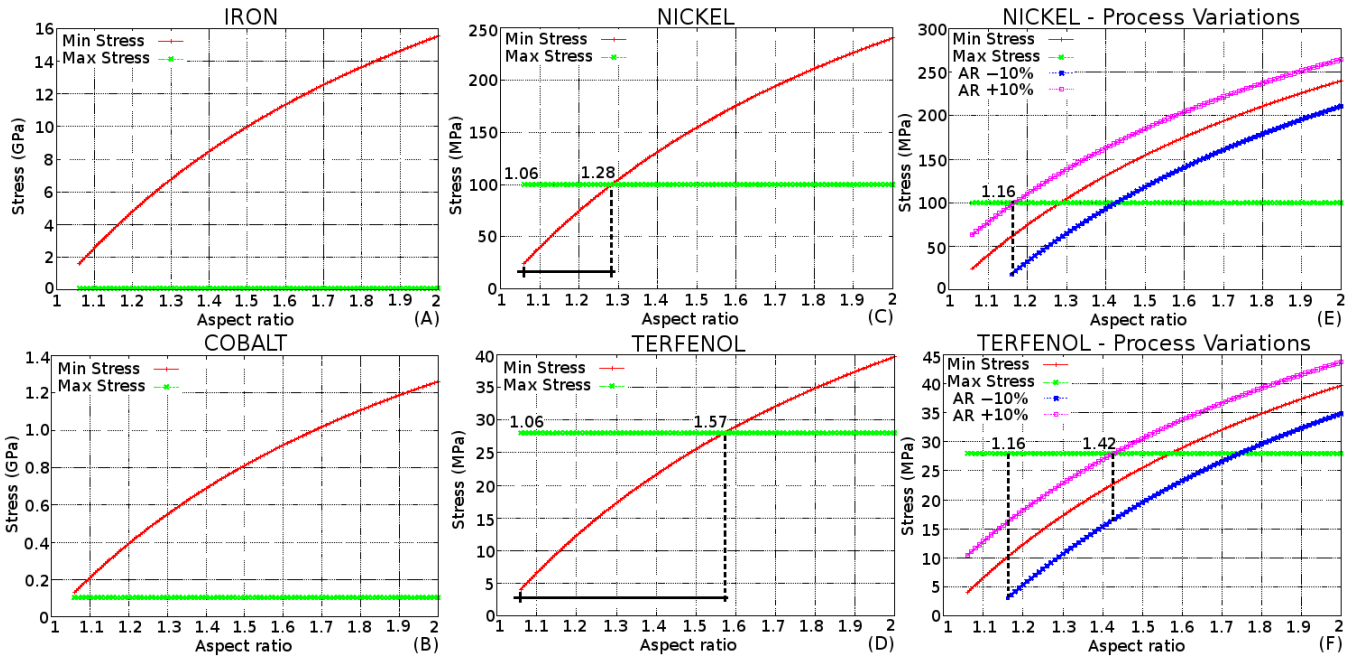 IRON
Min Stress
Max Stress
Stress (GPa)
16
14
12
10
8
6
4
2
0
1 1.1 1.2 1.3 1.4 1.5 1.6 1.7 1.8 1.9 2
Aspect ratio
(A)
NICKEL
Min Stress
Max Stress
Stress (MPa)
250
200
150
100
50
0
1.06 1.28
1 1.1 1.2 1.3 1.4 1.5 1.6 1.7 1.8 1.9 2
Aspect ratio
(C)
NICKEL - Process Variations
Min Stress
Max Stress
AR −10%
AR +10%
Stress (MPa)
300
250
200
150
100
50
0
1.16
1 1.1 1.2 1.3 1.4 1.5 1.6 1.7 1.8 1.9 2
Aspect ratio
(E)
COBALT
Min Stress
Max Stress
Stress (GPa)
1.4
1.2
1.0
0.8
0.6
0.4
0.2
0
1 1.1 1.2 1.3 1.4 1.5 1.6 1.7 1.8 1.9 2
Aspect ratio
(B)
TERFENOL
Min Stress
Max Stress
Stress (MPa)
40
35
30
25
20
15
10
5
0
1.06 1.57
1 1.1 1.2 1.3 1.4 1.5 1.6 1.7 1.8 1.9 2
Aspect ratio
(D)
TERFENOL - Process Variations
Min Stress
Max Stress
AR −10%
AR +10%
Stress (MPa)
45
40
35
30
25
20
15
10
5
0
1.16 1.42
1 1.1 1.2 1.3 1.4 1.5 1.6 1.7 1.8 1.9 2
Aspect ratio
(F)